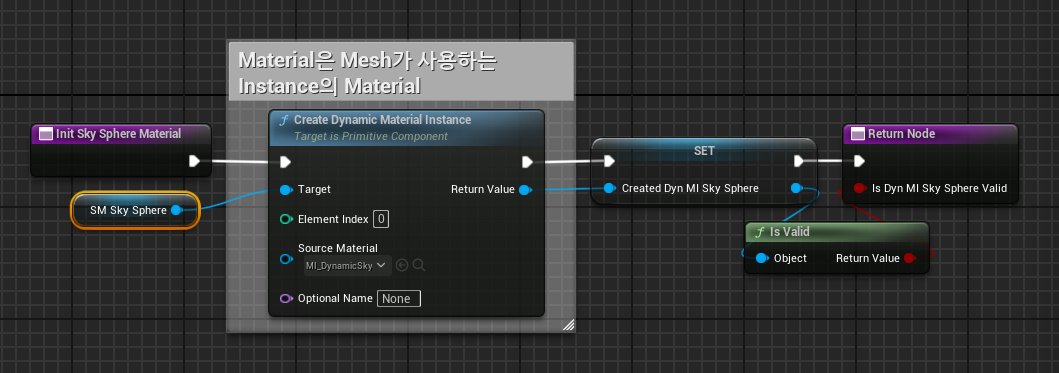 Material은 Mesh가 사용하는
Instance의 Material
Init Sky Sphere Material
SM Sky Sphere
Create Dynamic Material Instance
Target is Primitive Component
Target
Return Value
Element Index 0
Source Material
MI_DynamicSky
Optional Name None
SET
Created Dyn MI Sky Sphere
Return Node
Is Dyn MI Sky Sphere Valid
Is Valid
Object
Return Value